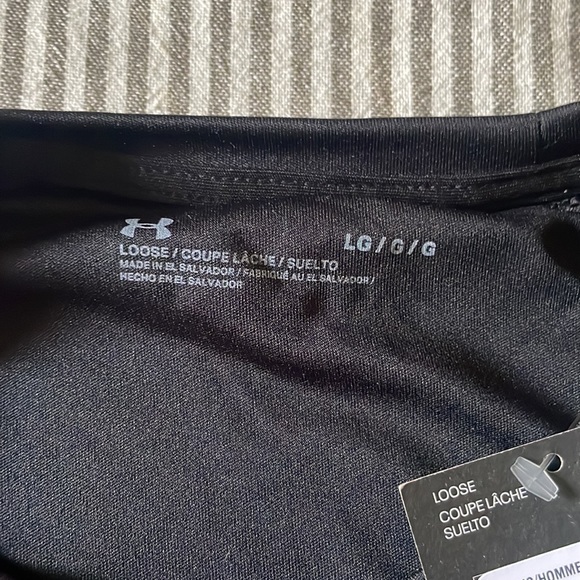 LOOSE / COUPE LÂCHE / SUELTO
MADE IN EL SALVADOR / FABRIQUÉ AU EL SALVADOR /
HECHO EN EL SALVADOR
LG / G / G
LOOSE
COUPE LÂCHE
SUELTO
/HOMME